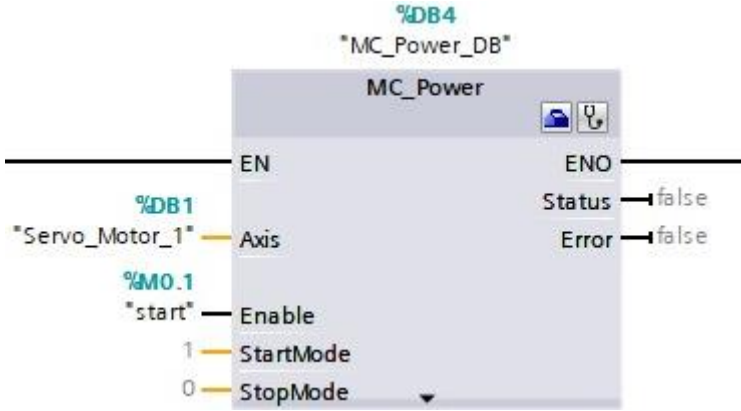 %DB4
"MC_Power_DB"
MC_Power
EN ENO
%DB1 Status false
"Servo_Motor_1" Axis Error false
%M0.1
"start" Enable
1 StartMode
0 StopMode